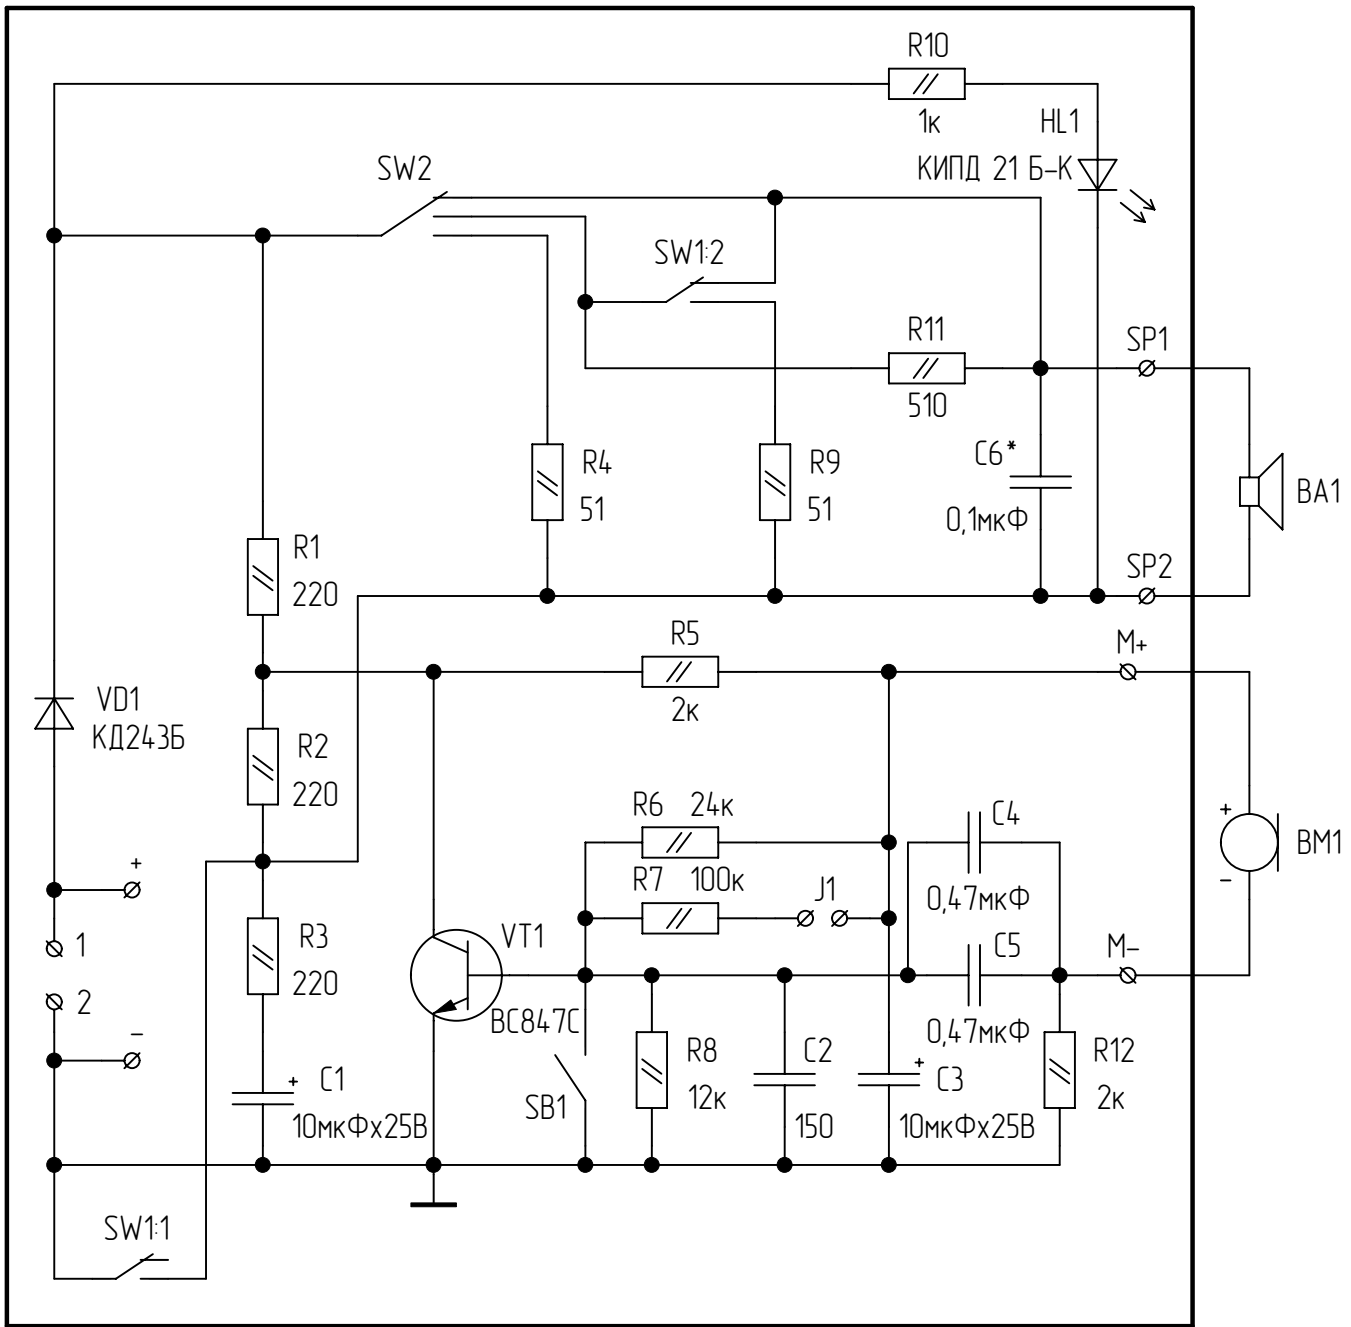 R10
1к
HL1
КИПД 21 Б-К
SW2
SW1:2
R11
510
SP1
R4
51
R9
51
C6*
0,1мкФ
BA1
R1
220
SP2
R5
2к
M+
VD1
КД243Б
R2
220
R6 24к
C4
+
BM1
-
R7 100к
J1
0,47мкФ
+
1
R3
220
VT1
C5
M-
2
BC847C
0,47мкФ
-
+
C1
10мкФх25В
SB1
R8
12к
C2
150
+
C3
10мкФх25В
R12
2к
SW1:1